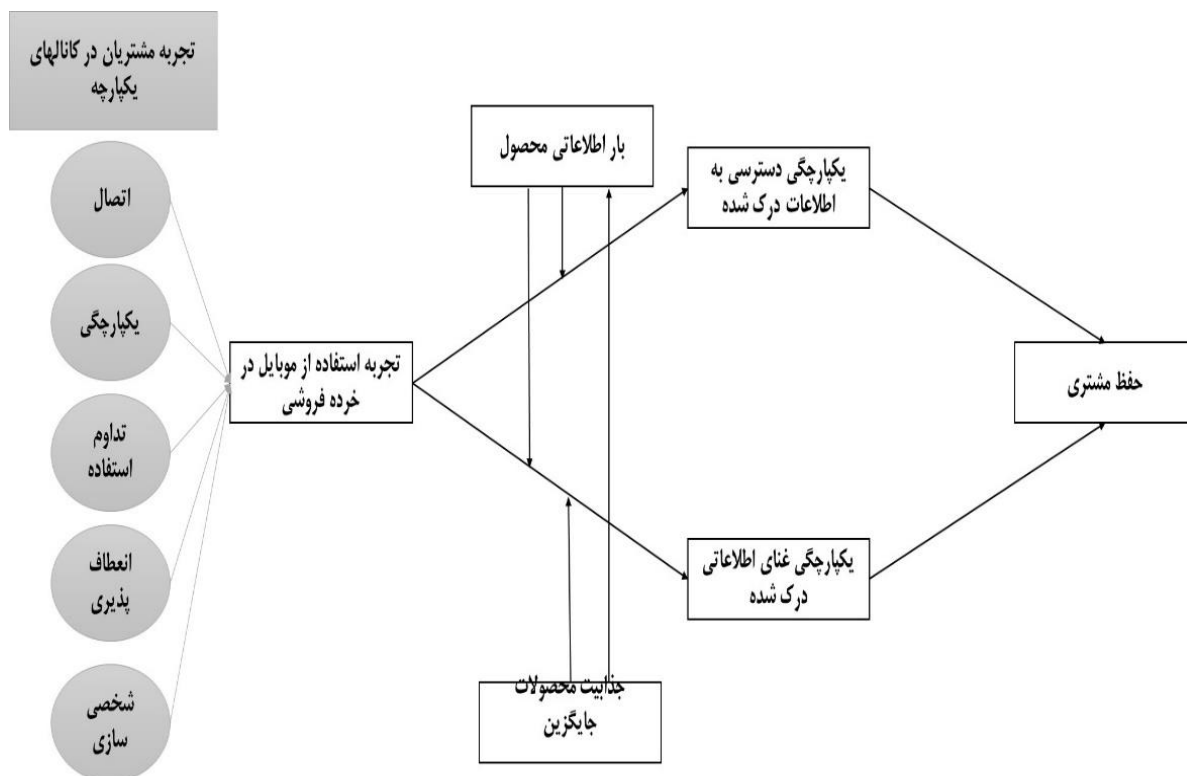 تجربه مشتریان در کانالهای
یکپارچه
اتصال
یکپارچگی
تداوم
استفاده
انعطاف
پذیری
شخصی
سازی
تجربه استفاده از موبایل در
خرده فروشی
بار اطلاعاتی محصول
جذابیت محصولات
جایگزین
یکپارچگی دسترسی به
اطلاعات درک شده
یکپارچگی غنای اطلاعاتی
درک شده
حفظ مشتری